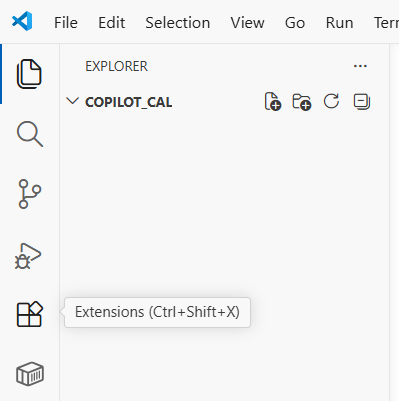 File Edit Selection View Go Run
EXPLORER
COPILOT_CAL
Extensions (Ctrl+Shift+X)